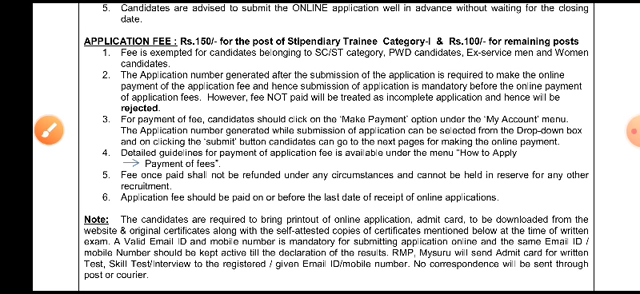 5. Candidates are advised to submit the ONLINE application well in advance without waiting for the closing
date.
APPLICATION FEE : Rs.150/- for the post of Stipendiary Trainee Category-I & Rs.100/- for remaining posts
1. Fee is exempted for candidates belonging to SC/ST category, PWD candidates, Ex-service men and Women
candidates.
2. The Application number generated after the submission of the application is required to make the online
payment of the application fee and hence submission of application is mandatory before the online payment
of application fees. However, fee NOT paid will be treated as incomplete application and hence will be
rejected.
3. For payment of fee, candidates should click on the 'Make Payment' option under the 'My Account' menu.
The Application number generated while submission of application can be selected from the Drop-down box
and on clicking the 'submit' button candidates can go to the next pages for making the online payment.
4. Detailed guidelines for payment of application fee is available under the menu "How to Apply
→ Payment of fees".
5. Fee once paid shall not be refunded under any circumstances and cannot be held in reserve for any other
recruitment.
6. Application fee should be paid on or before the last date of receipt of online applications.
Note: The candidates are required to bring printout of online application, admit card, to be downloaded from the
website & original certificates along with the self-attested copies of certificates mentioned below at the time of written
exam. A Valid Email ID and mobile number is mandatory for submitting application online and the same Email ID /
mobile Number should be kept active till the declaration of the results. RMP, Mysuru will send Admit card for written
Test, Skill Test/Interview to the registered / given Email ID/mobile number. No correspondence will be sent through
post or courier.